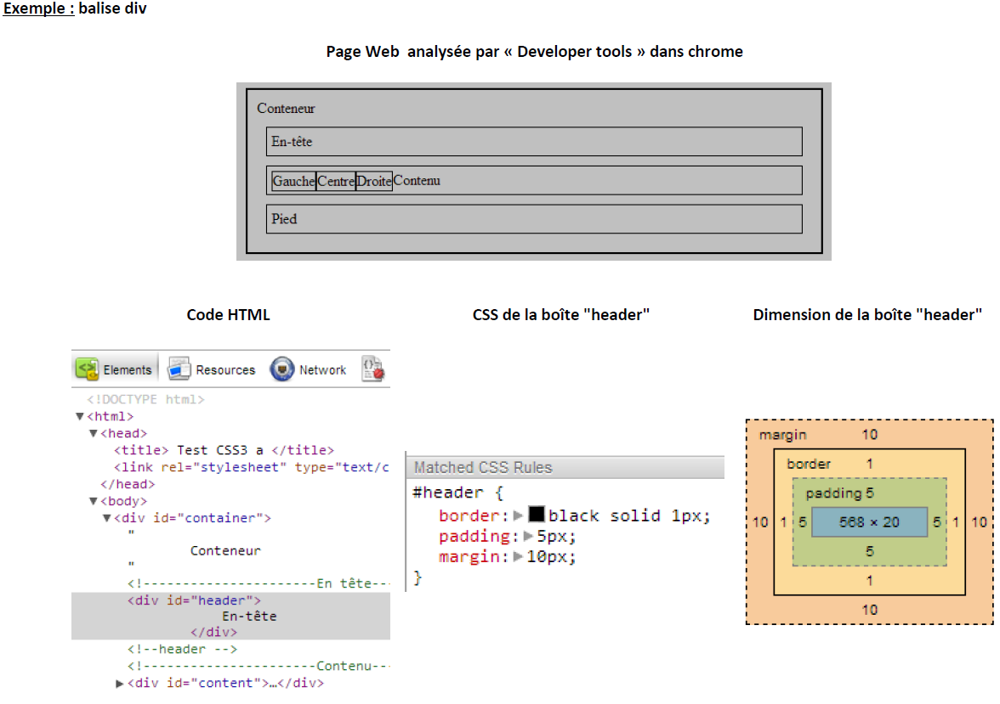 Exemple : balise div
Page Web analysée par « Developer tools » dans chrome
Conteneur
En-tête
Gauche Centre Droite Contenu
Pied
Code HTML
CSS de la boîte "header"
Dimension de la boîte "header"
Elements Resources Network
<!DOCTYPE html>
▼<html>
▼<head>
<title> Test CSS3 a </title>
<link rel="stylesheet" type="text/c
</head>
▼<body>
▼<div id="container">
"
Conteneur
"
<!----------------------En tête---
<div id="header">
En-tête
</div>
<!--header -->
<!----------------------Contenu---
▶<div id="content">…</div>
Matched CSS Rules
#header {
border:▶black solid 1px;
padding:▶5px;
margin:▶10px;
}
margin 10
border 1
padding 5
10 1 5 568 × 20 5 1 10
5
1
10